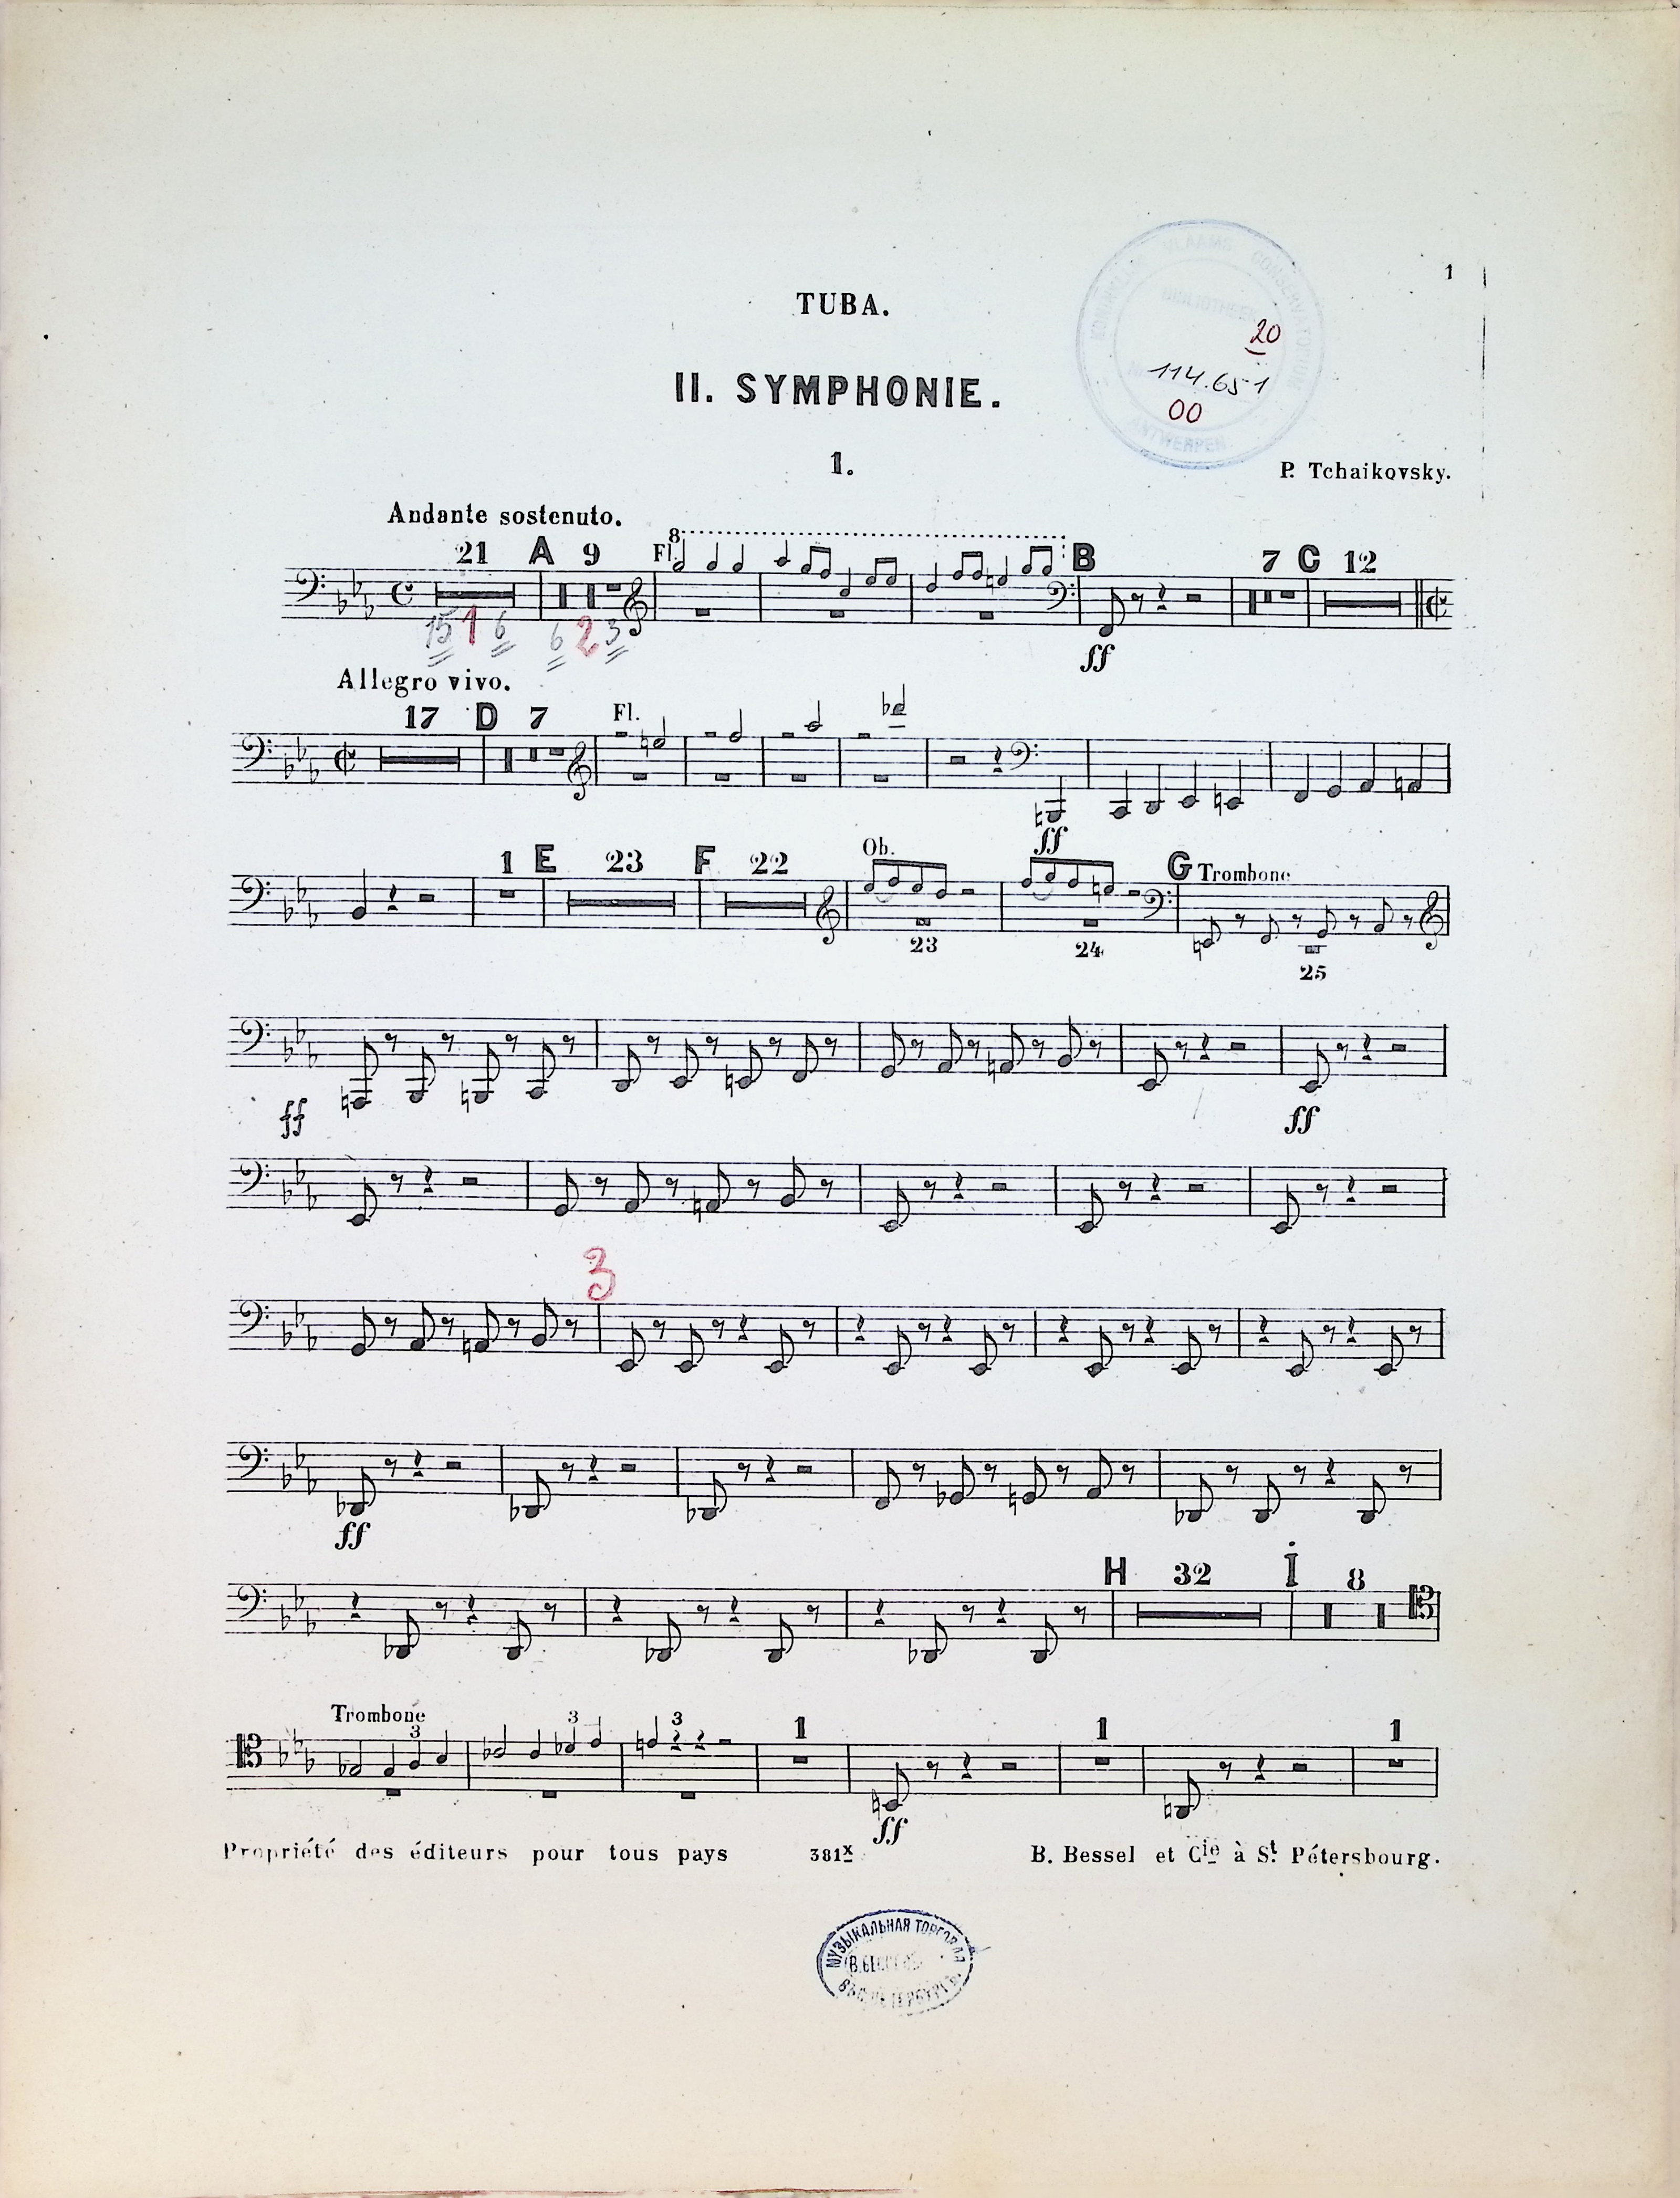 1
TUBA.
II. SYMPHONIE.
20
114.651
00
KONINKLIJK VLAAMS CONSERVATORIUM
BIBLIOTHEEK
ANTWERPEN
1.
P. Tchaikovsky.
Andante sostenuto.
21 A 9 Fl. 8 B 7 C 12
15 1 6 6 2 3
ff
Allegro vivo.
17 D 7 Fl.
ff
1 E 23 F 22 Ob. G Trombone
23 24 25
ff ff
3
ff
H 32 I 8
Trombone
3 3 3 1 1 1
ff
Propriété des éditeurs pour tous pays 381x B. Bessel et Cie à St. Pétersbourg.
МУЗЫКАЛЬНАЯ ТОРГОВЛЯ